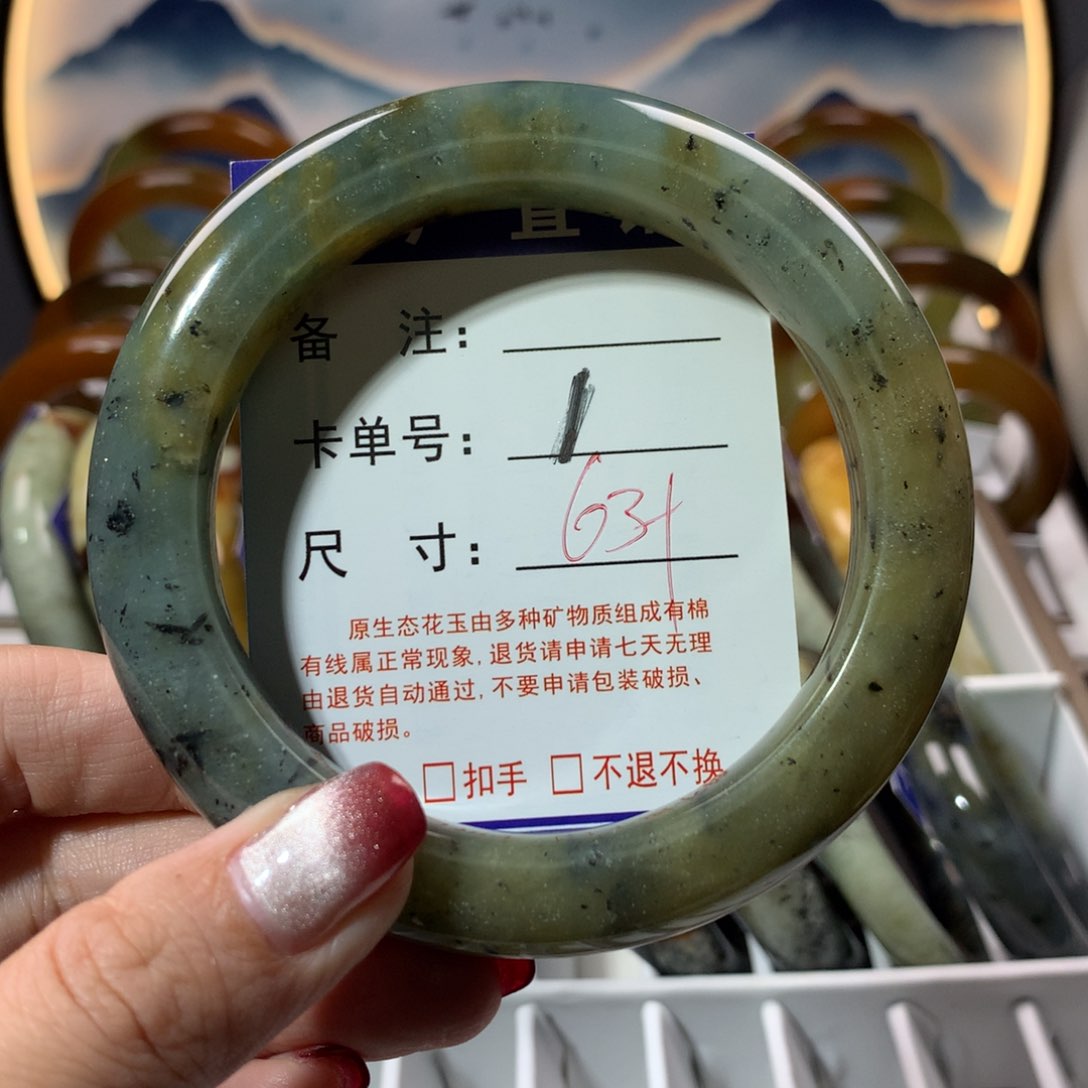 直
备 注：
卡单号： 1
尺 寸： 63+
原生态花玉由多种矿物质组成有棉
有线属正常现象，退货请申请七天无理
由退货自动通过，不要申请包装破损、
商品破损。
□扣手 □不退不换